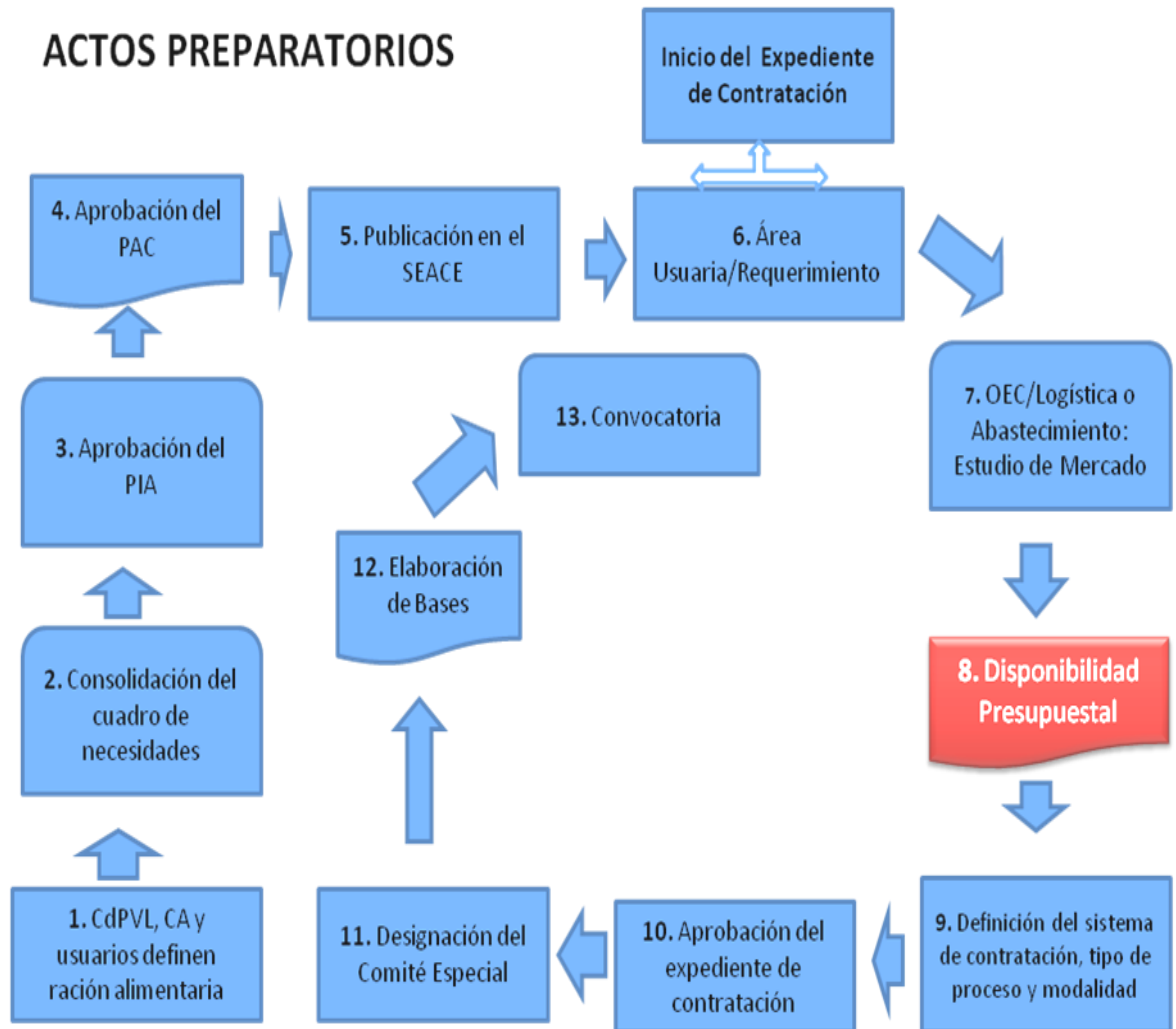 ACTOS PREPARATORIOS
Inicio del Expediente
de Contratación
4. Aprobación del
PAC
5. Publicación en el
SEACE
6. Área
Usuaria/Requerimiento
7. OEC/Logística o
Abastecimiento:
Estudio de Mercado
3. Aprobación del
PIA
13. Convocatoria
12. Elaboración
de Bases
8. Disponibilidad
Presupuestal
2. Consolidación del
cuadro de
necesidades
1. CdPVL, CA y
usuarios definen
ración alimentaria
11. Designación del
Comité Especial
10. Aprobación del
expediente de
contratación
9. Definición del sistema
de contratación, tipo de
proceso y modalidad